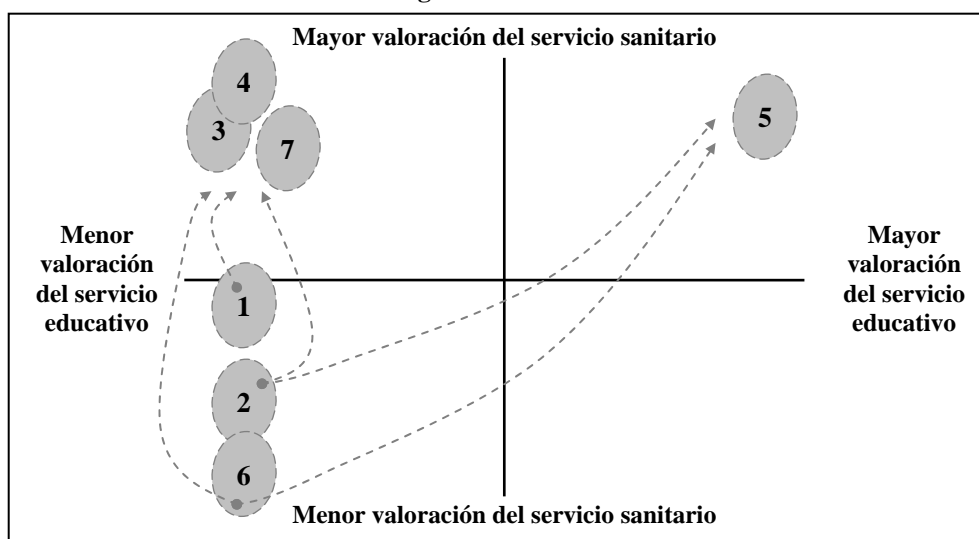 Mayor valoración del servicio sanitario
4
3
7
5
Menor
valoración
del servicio
educativo
Mayor
valoración
del servicio
educativo
1
2
6
Menor valoración del servicio sanitario